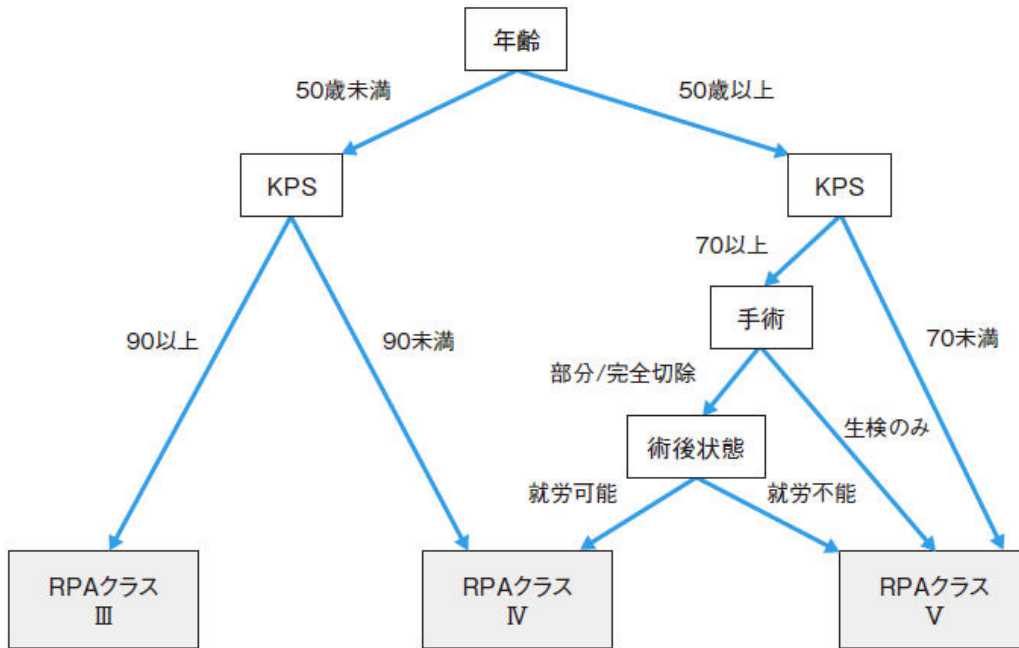 年齢
50歳未満
50歳以上
KPS
KPS
70以上
手術
90以上
90未満
70未満
部分/完全切除
生検のみ
術後状態
就労可能
就労不能
RPAクラス
Ⅲ
RPAクラス
Ⅳ
RPAクラス
Ⅴ